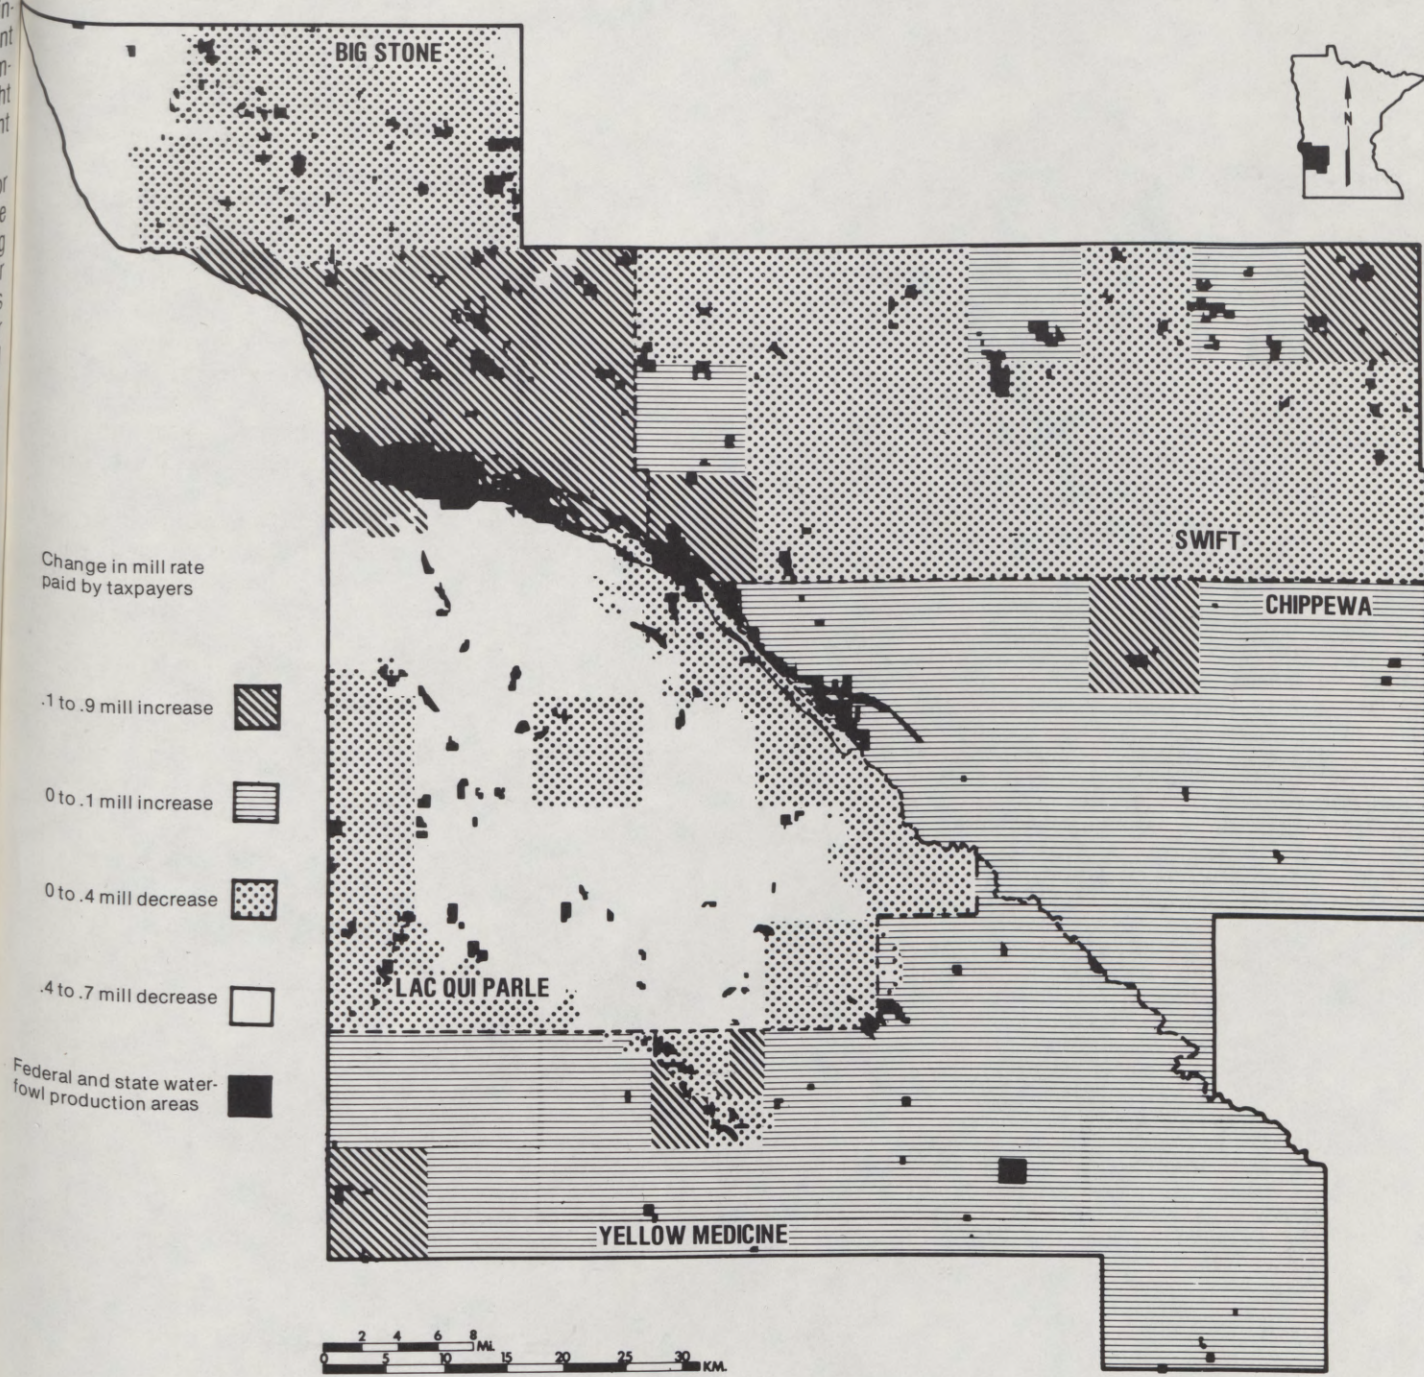 BIG STONE
N
SWIFT
CHIPPEWA
Change in mill rate
paid by taxpayers
.1 to .9 mill increase
0 to .1 mill increase
0 to .4 mill decrease
.4 to .7 mill decrease
Federal and state water-
fowl production areas
LAC QUI PARLE
YELLOW MEDICINE
2 4 6 8 MI.
0 5 10 15 20 25 30 KM.